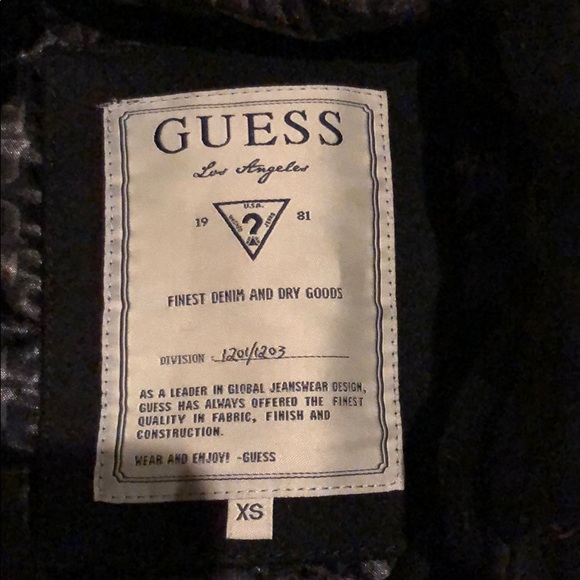 GUESS
Los Angeles
U.S.A.
19 ? 81
FINEST DENIM AND DRY GOODS
DIVISION 1201/1203
AS A LEADER IN GLOBAL JEANSWEAR DESIGN,
GUESS HAS ALWAYS OFFERED THE FINEST
QUALITY IN FABRIC, FINISH AND
CONSTRUCTION.
WEAR AND ENJOY! -GUESS
XS